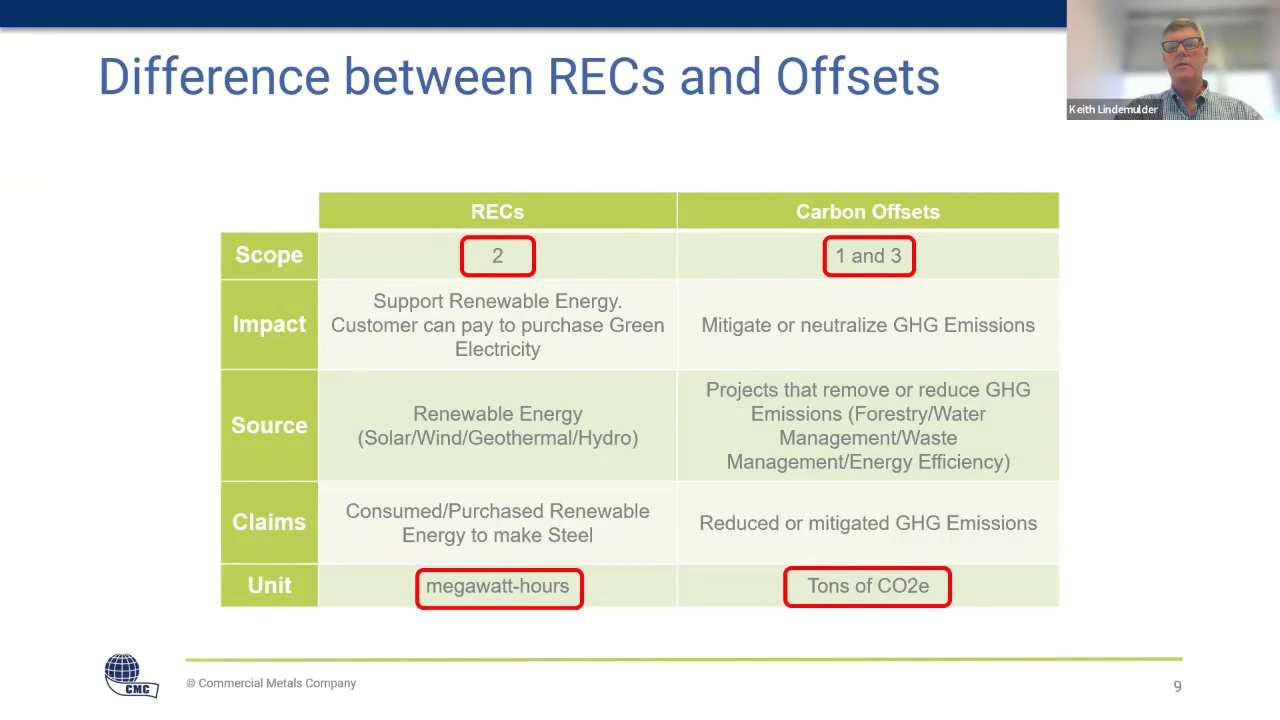 Difference between RECs and Offsets
Keith Lindemulder
RECs
Carbon Offsets
Scope
2
1 and 3
Impact
Support Renewable Energy.
Customer can pay to purchase Green
Electricity
Mitigate or neutralize GHG Emissions
Source
Renewable Energy
(Solar/Wind/Geothermal/Hydro)
Projects that remove or reduce GHG
Emissions (Forestry/Water
Management/Waste
Management/Energy Efficiency)
Claims
Consumed/Purchased Renewable
Energy to make Steel
Reduced or mitigated GHG Emissions
Unit
megawatt-hours
Tons of CO2e
CMC
© Commercial Metals Company
9